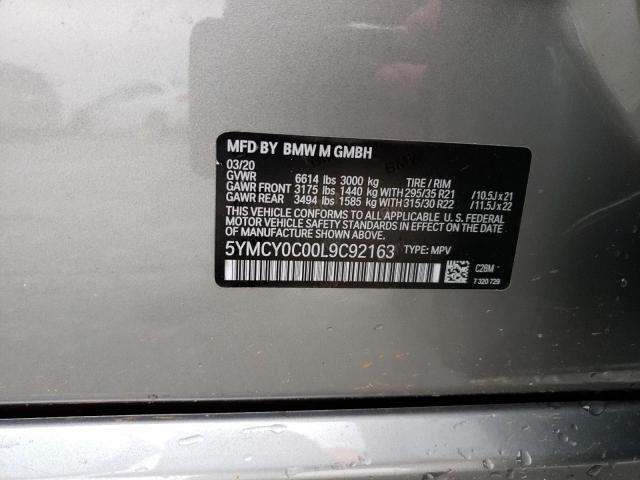 MFD BY BMW M GMBH
03/20
GVWR 6614 lbs 3000 kg TIRE / RIM
GAWR FRONT 3175 lbs 1440 kg WITH 295/35 R21 / 10.5J x 21
GAWR REAR 3494 lbs 1585 kg WITH 315/30 R22 / 11.5J x 22
THIS VEHICLE CONFORMS TO ALL APPLICABLE U. S. FEDERAL
MOTOR VEHICLE SAFETY STANDARDS IN EFFECT ON THE
DATE OF MANUFACTURE SHOWN ABOVE.
5YMCY0C00L9C92163 TYPE: MPV
C2BM
7 320 729